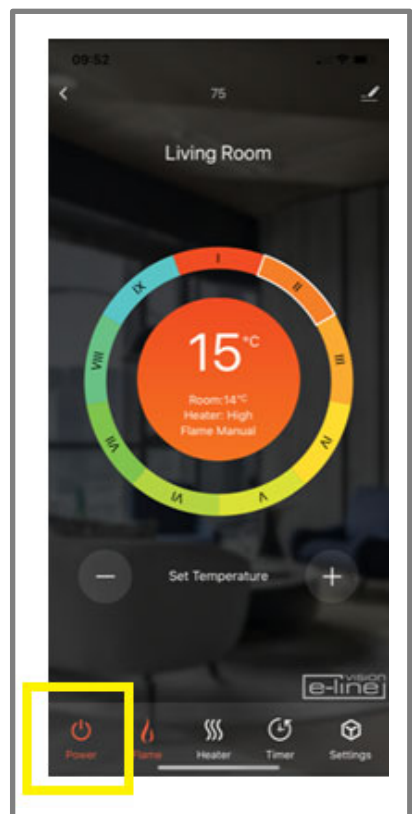 09:52
75
Living Room
I
II
III
IV
V
VI
VII
VIII
IX
15°C
Room:14°C
Heater: High
Flame Manual
Set Temperature
e-line vision
Power
Flame
Heater
Timer
Settings